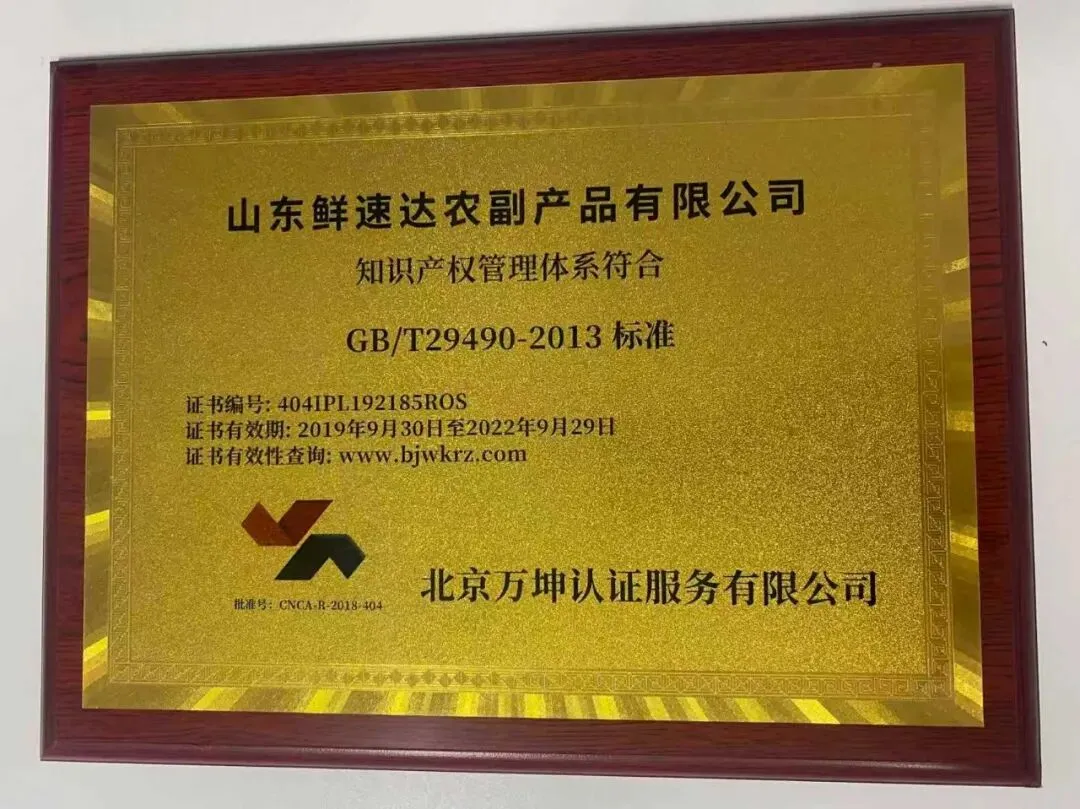 山东鲜速达农副产品有限公司
知识产权管理体系符合
GB/T29490-2013 标准
证书编号: 404IPL192185ROS
证书有效期: 2019年9月30日至2022年9月29日
证书有效性查询: www.bjwkrz.com
批准号: CNCA-R-2018-404
北京万坤认证服务有限公司